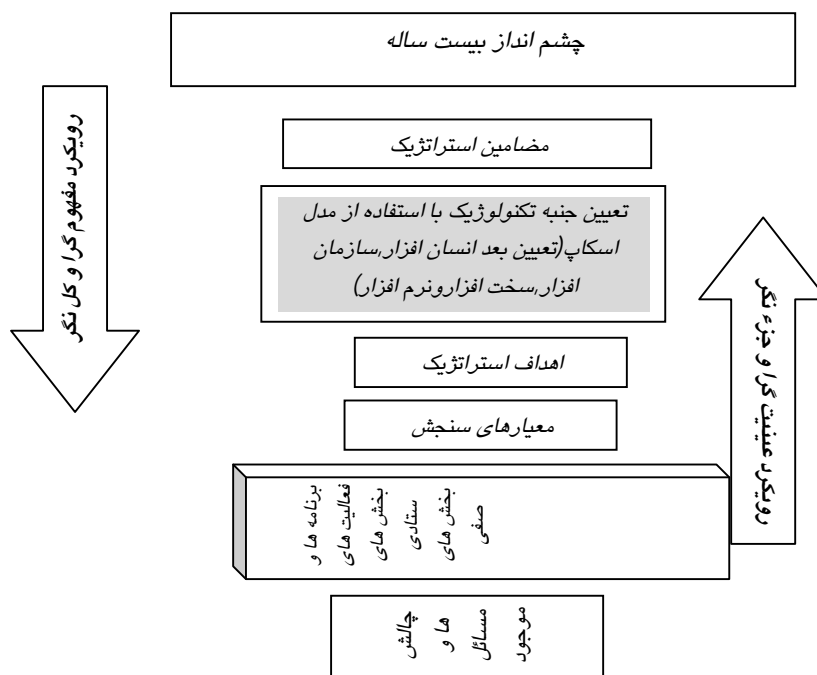 چشم انداز بیست ساله
رویکرد مفهوم گرا و کل نگر
مضامین استراتژیک
تعیین جنبه تکنولوژیک با استفاده از مدل
اسکاپ(تعیین بعد انسان افزار,سازمان
افزار,سخت افزارونرم افزار)
اهداف استراتژیک
معیارهای سنجش
رویکرد عینیت گرا و جزء نگر
برنامه ها و
فعالیت های
بخش های
ستادی
بخش های
صفی
چالش
ها و
مسائل
موجود